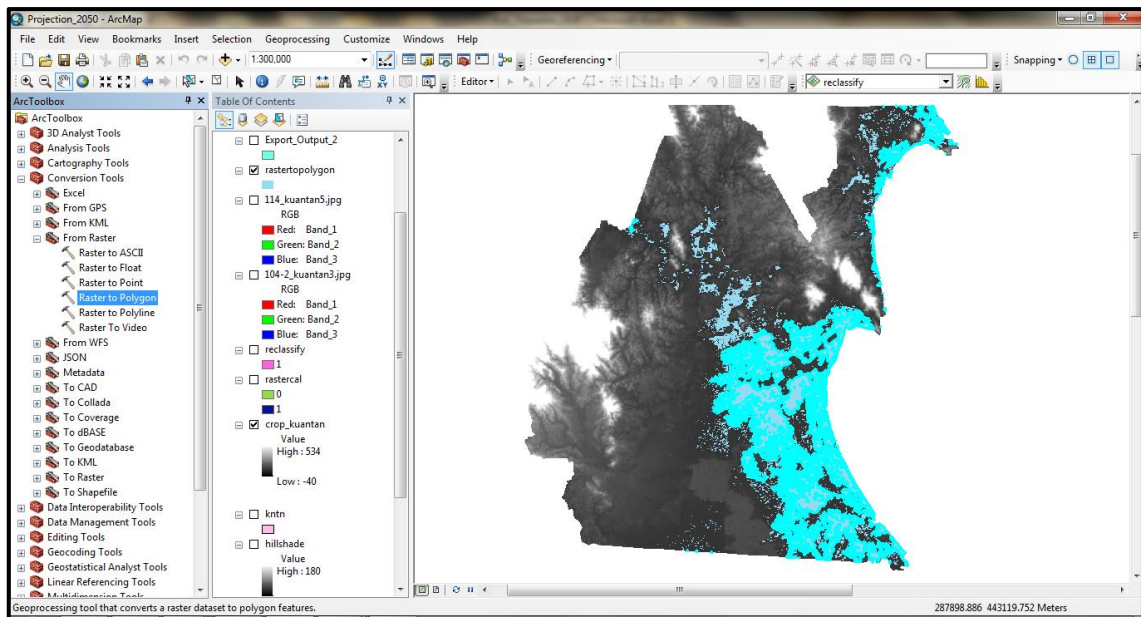 Projection_2050 - ArcMap
File Edit View Bookmarks Insert Selection Geoprocessing Customize Windows Help
1:300,000 Georeferencing Snapping
Editor reclassify
ArcToolbox
ArcToolbox
3D Analyst Tools
Analysis Tools
Cartography Tools
Conversion Tools
Excel
From GPS
From KML
From Raster
Raster to ASCII
Raster to Float
Raster to Point
Raster to Polygon
Raster to Polyline
Raster To Video
From WFS
JSON
Metadata
To CAD
To Collada
To Coverage
To dBASE
To Geodatabase
To KML
To Raster
To Shapefile
Data Interoperability Tools
Data Management Tools
Editing Tools
Geocoding Tools
Geostatistical Analyst Tools
Linear Referencing Tools
Multidimension Tools
Table Of Contents
Export_Output_2
rastertopolygon
114_kuantan5.jpg
RGB
Red: Band_1
Green: Band_2
Blue: Band_3
104-2_kuantan3.jpg
RGB
Red: Band_1
Green: Band_2
Blue: Band_3
reclassify
1
rastercal
0
1
crop_kuantan
Value
High : 534
Low : -40
kntn
hillshade
Value
High : 180
Geoprocessing tool that converts a raster dataset to polygon features.
287898.886 443119.752 Meters